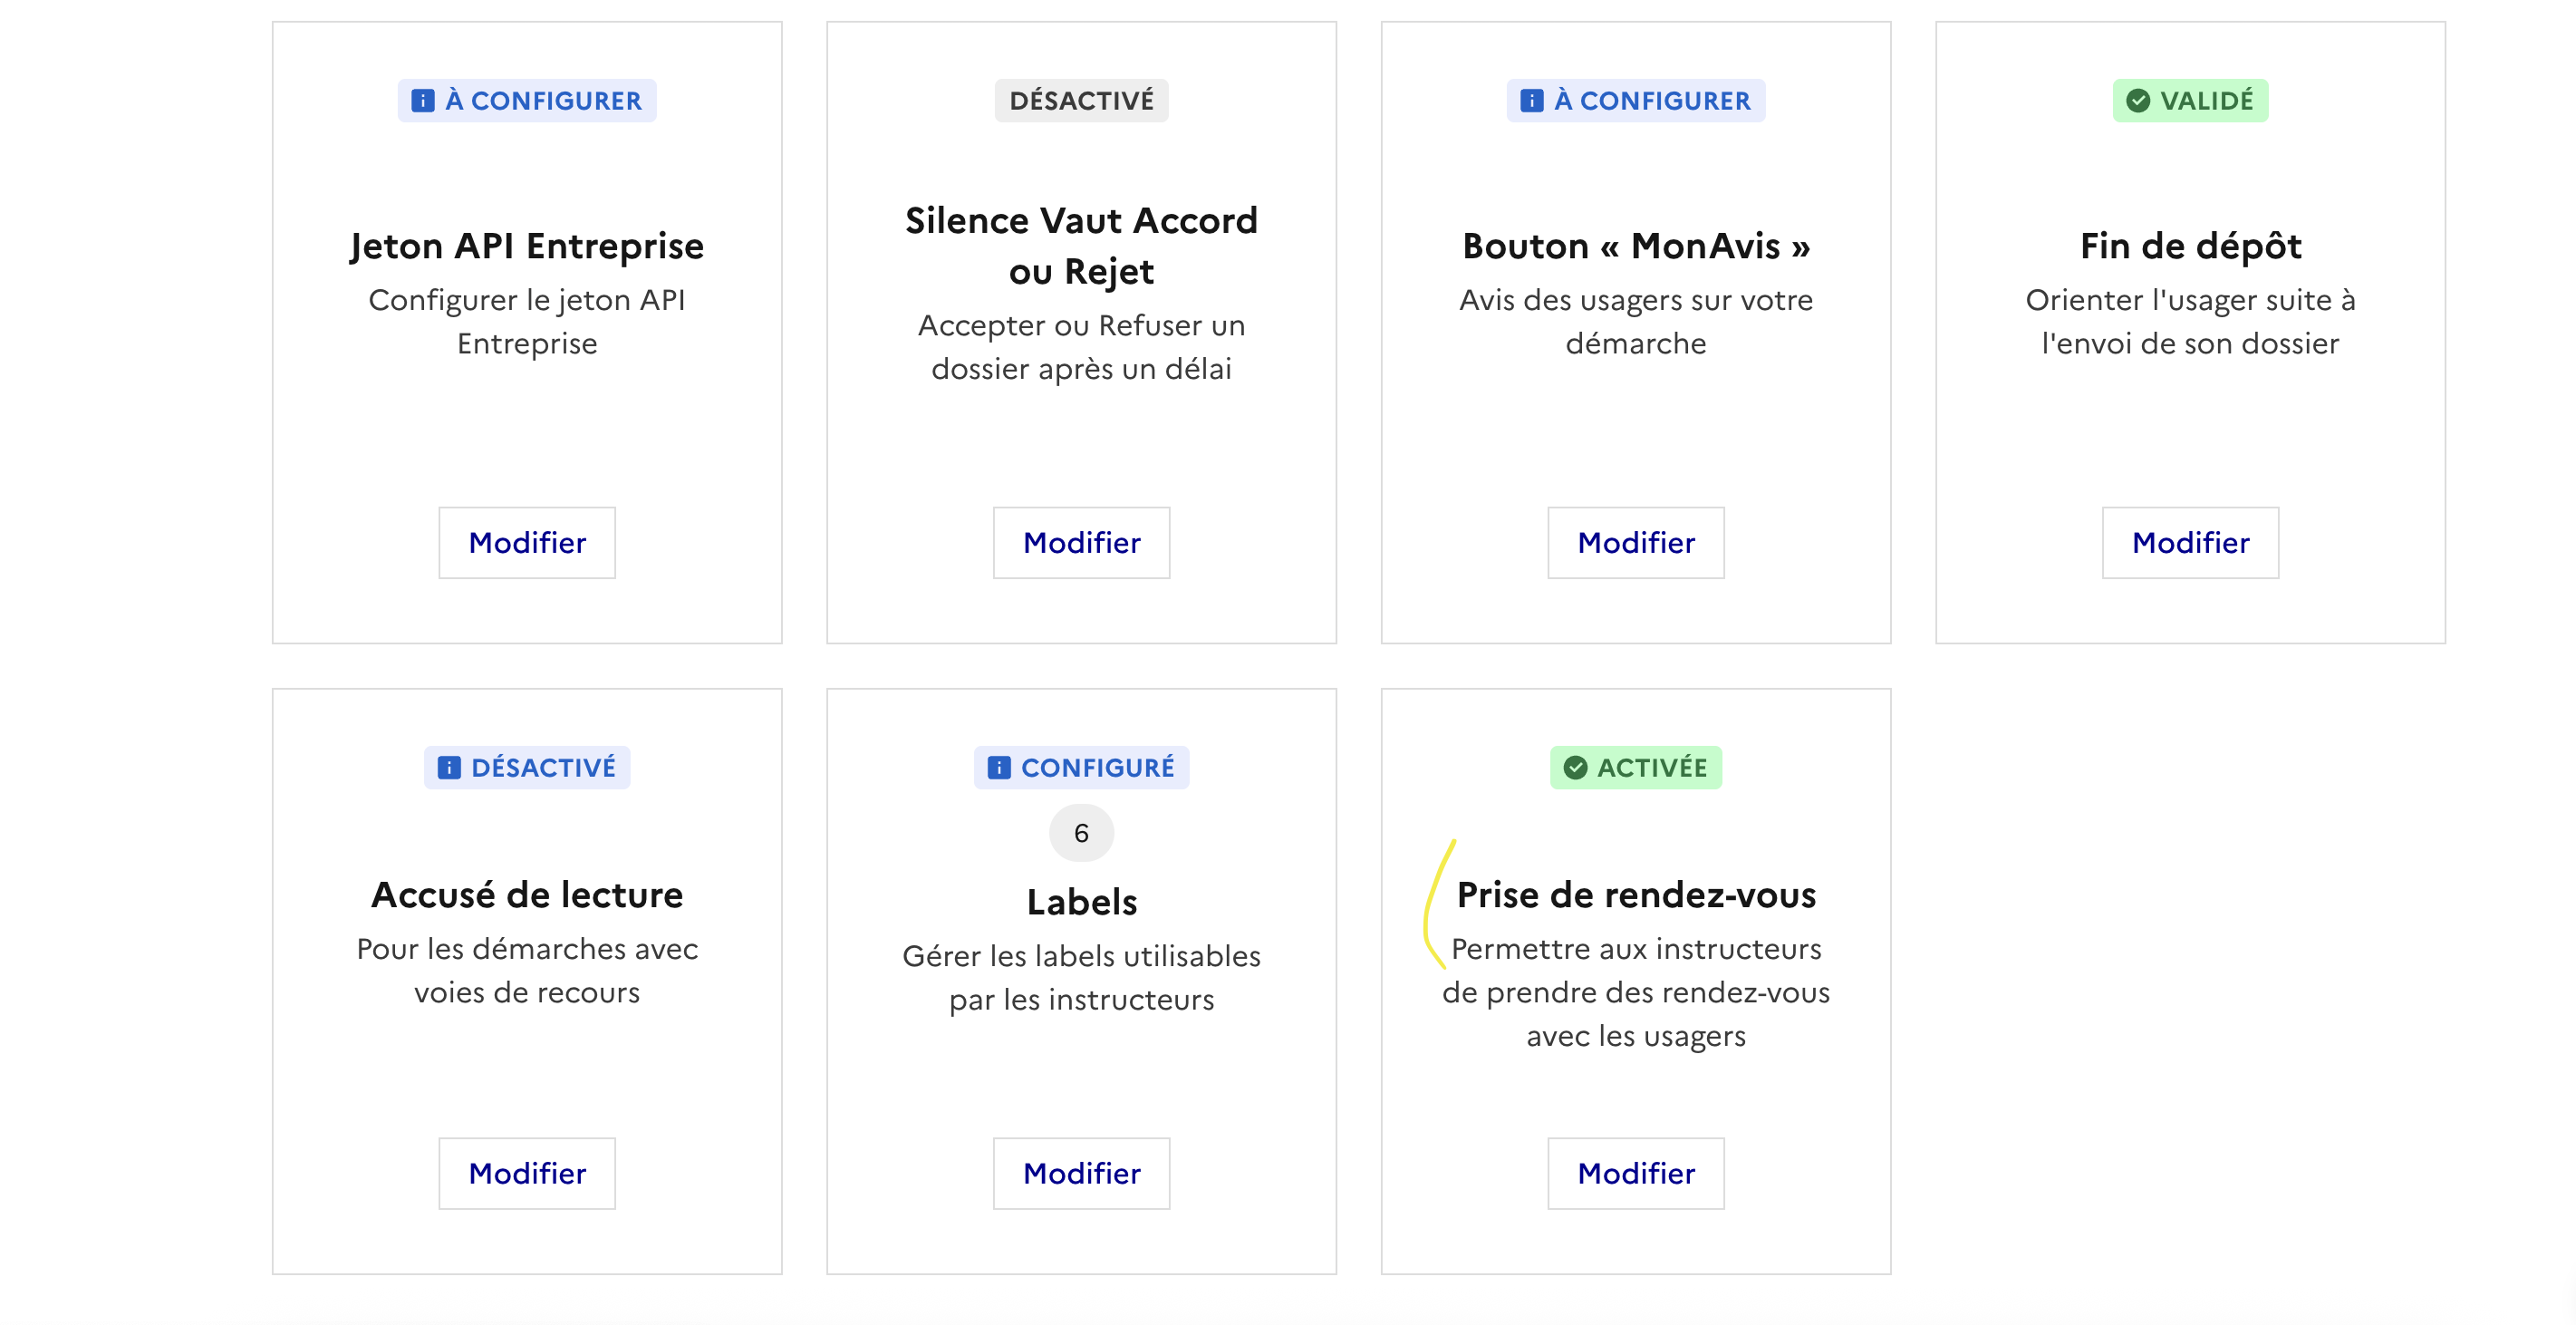 À CONFIGURER
Jeton API Entreprise
Configurer le jeton API
Entreprise
Modifier
DÉSACTIVÉ
Silence Vaut Accord
ou Rejet
Accepter ou Refuser un
dossier après un délai
Modifier
À CONFIGURER
Bouton « MonAvis »
Avis des usagers sur votre
démarche
Modifier
VALIDÉ
Fin de dépôt
Orienter l'usager suite à
l'envoi de son dossier
Modifier
DÉSACTIVÉ
Accusé de lecture
Pour les démarches avec
voies de recours
Modifier
CONFIGURÉ
6
Labels
Gérer les labels utilisables
par les instructeurs
Modifier
ACTIVÉE
Prise de rendez-vous
Permettre aux instructeurs
de prendre des rendez-vous
avec les usagers
Modifier